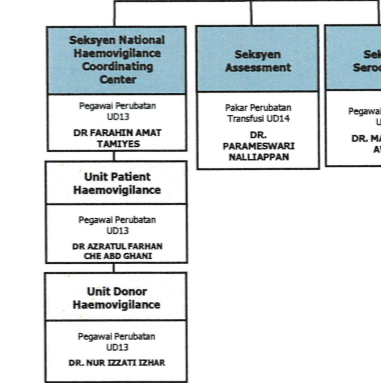 Seksyen National
Haemovigilance
Coordinating
Center
Pegawai Perubatan
UD13
DR FARAHIN AMAT
TAMIYES
Unit Patient
Haemovigilance
Pegawai Perubatan
UD13
DR AZRATUL FARHAN
CHE ABD GHANI
Unit Donor
Haemovigilance
Pegawai Perubatan
UD13
DR. NUR IZZATI IZHAR
Seksyen
Assessment
Pakar Perubatan
Transfusi UD14
DR.
PARAMESWARI
NALLIAPPAN